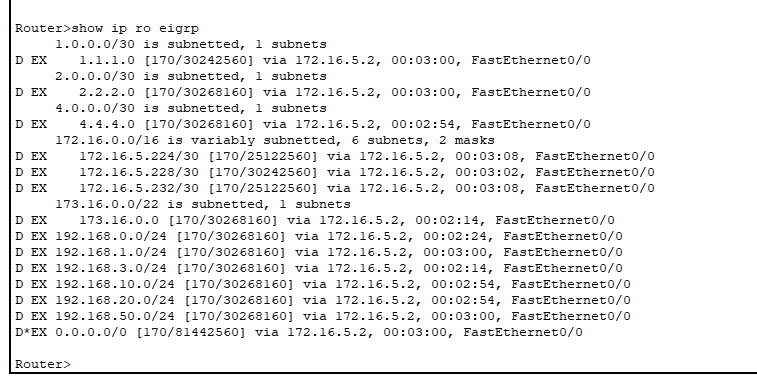 Router>show ip ro eigrp
     1.0.0.0/30 is subnetted, 1 subnets
D EX    1.1.1.0 [170/30242560] via 172.16.5.2, 00:03:00, FastEthernet0/0
     2.0.0.0/30 is subnetted, 1 subnets
D EX    2.2.2.0 [170/30268160] via 172.16.5.2, 00:03:00, FastEthernet0/0
     4.0.0.0/30 is subnetted, 1 subnets
D EX    4.4.4.0 [170/30268160] via 172.16.5.2, 00:02:54, FastEthernet0/0
     172.16.0.0/16 is variably subnetted, 6 subnets, 2 masks
D EX    172.16.5.224/30 [170/25122560] via 172.16.5.2, 00:03:08, FastEthernet0/0
D EX    172.16.5.228/30 [170/30242560] via 172.16.5.2, 00:03:02, FastEthernet0/0
D EX    172.16.5.232/30 [170/25122560] via 172.16.5.2, 00:03:08, FastEthernet0/0
     173.16.0.0/22 is subnetted, 1 subnets
D EX    173.16.0.0 [170/30268160] via 172.16.5.2, 00:02:14, FastEthernet0/0
D EX 192.168.0.0/24 [170/30268160] via 172.16.5.2, 00:02:24, FastEthernet0/0
D EX 192.168.1.0/24 [170/30268160] via 172.16.5.2, 00:03:00, FastEthernet0/0
D EX 192.168.3.0/24 [170/30268160] via 172.16.5.2, 00:02:14, FastEthernet0/0
D EX 192.168.10.0/24 [170/30268160] via 172.16.5.2, 00:02:54, FastEthernet0/0
D EX 192.168.20.0/24 [170/30268160] via 172.16.5.2, 00:02:54, FastEthernet0/0
D EX 192.168.50.0/24 [170/30268160] via 172.16.5.2, 00:03:00, FastEthernet0/0
D*EX 0.0.0.0/0 [170/81442560] via 172.16.5.2, 00:03:00, FastEthernet0/0
Router>